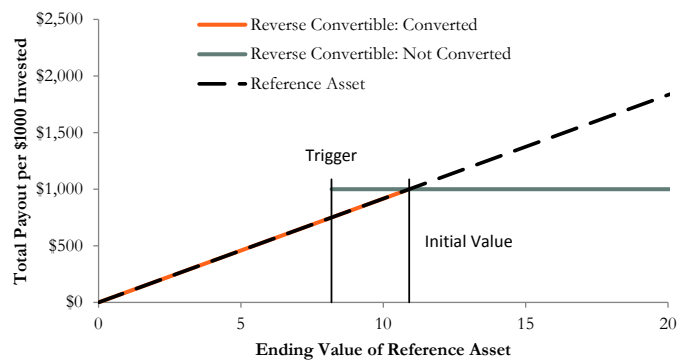 $2,500
Reverse Convertible: Converted
Reverse Convertible: Not Converted
$2,000
Reference Asset
$1,500
Trigger
$1,000
Initial Value
$500
$0
0
5
10
15
20
Total Payout per $1000 Invested
Ending Value of Reference Asset